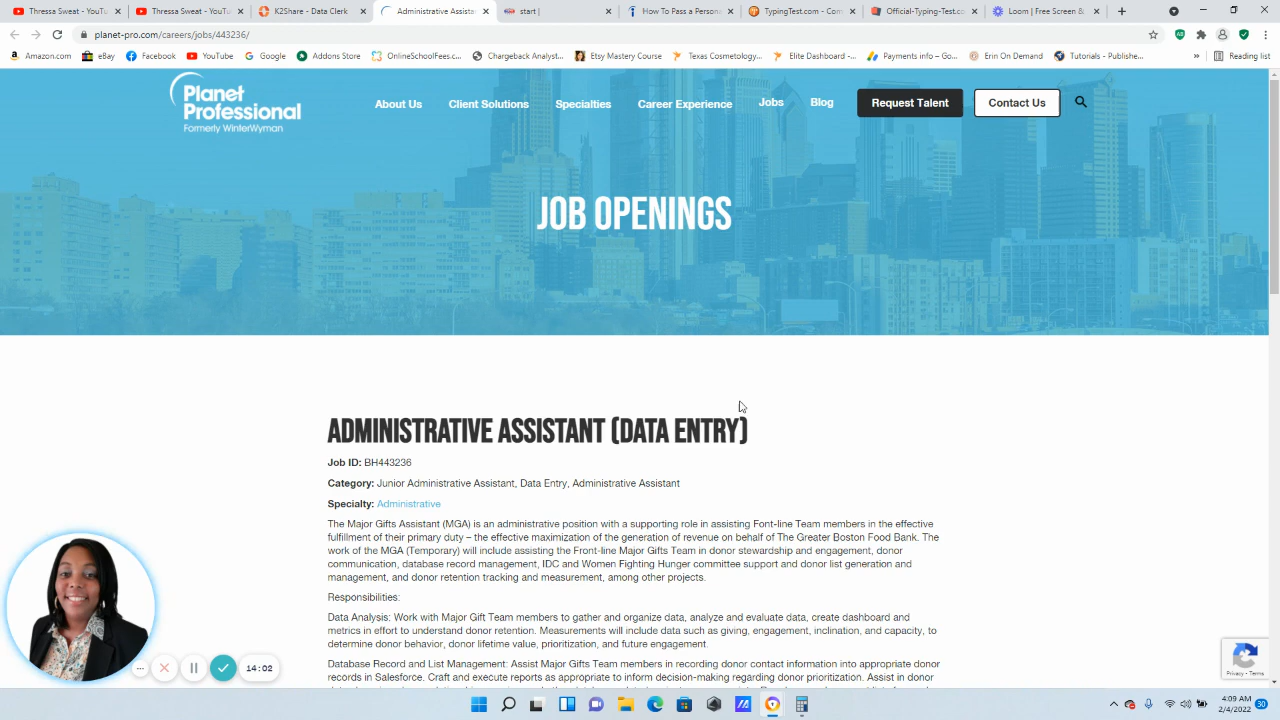 Thressa Sweat - YouTu
Thressa Sweat - YouTu
K2Share - Data Clerk
Administrative Assistan
start |
How To Pass a Persona
TypingTest.com - Com
Official-Typing-Test.co
Loom | Free Screen &
planet-pro.com/careers/jobs/443236/
Amazon.com
eBay
Facebook
YouTube
Google
Addons Store
OnlineSchoolFees.c...
Chargeback Analyst...
Etsy Mastery Course
Texas Cosmetology...
Elite Dashboard -...
Payments info – Go...
Erin On Demand
Tutorials - Publishe...
»
Reading list
Planet
Professional
Formerly WinterWyman
About Us
Client Solutions
Specialties
Career Experience
Jobs
Blog
Request Talent
Contact Us
JOB OPENINGS
ADMINISTRATIVE ASSISTANT (DATA ENTRY)
Job ID: BH443236
Category: Junior Administrative Assistant, Data Entry, Administrative Assistant
Specialty: Administrative
The Major Gifts Assistant (MGA) is an administrative position with a supporting role in assisting Font-line Team members in the effective
fulfillment of their primary duty – the effective maximization of the generation of revenue on behalf of The Greater Boston Food Bank. The
work of the MGA (Temporary) will include assisting the Front-line Major Gifts Team in donor stewardship and engagement, donor
communication, database record management, IDC and Women Fighting Hunger committee support and donor list generation and
management, and donor retention tracking and measurement, among other projects.
Responsibilities:
Data Analysis: Work with Major Gift Team members to gather and organize data, analyze and evaluate data, create dashboard and
metrics in effort to understand donor retention. Measurements will include data such as giving, engagement, inclination, and capacity, to
determine donor behavior, donor lifetime value, prioritization, and future engagement.
Database Record and List Management: Assist Major Gifts Team members in recording donor contact information into appropriate donor
records in Salesforce. Craft and execute reports as appropriate to inform decision-making regarding donor prioritization. Assist in donor
14:02
Privacy - Terms
4:09 AM
2/4/2022
30